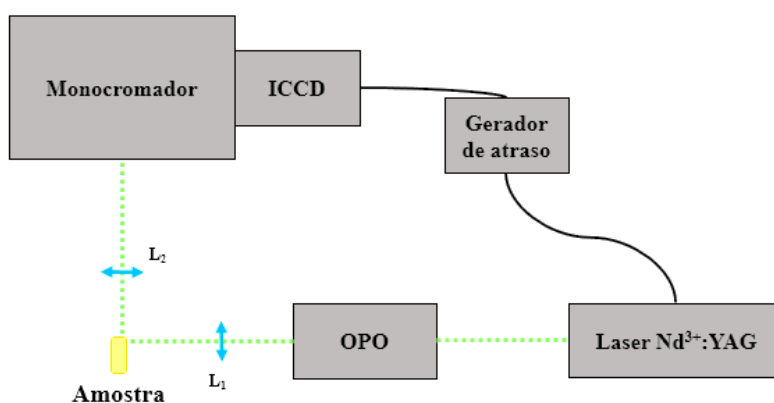 Monocromador
ICCD
Gerador
de atraso
L₂
OPO
Laser Nd³⁺:YAG
L₁
Amostra